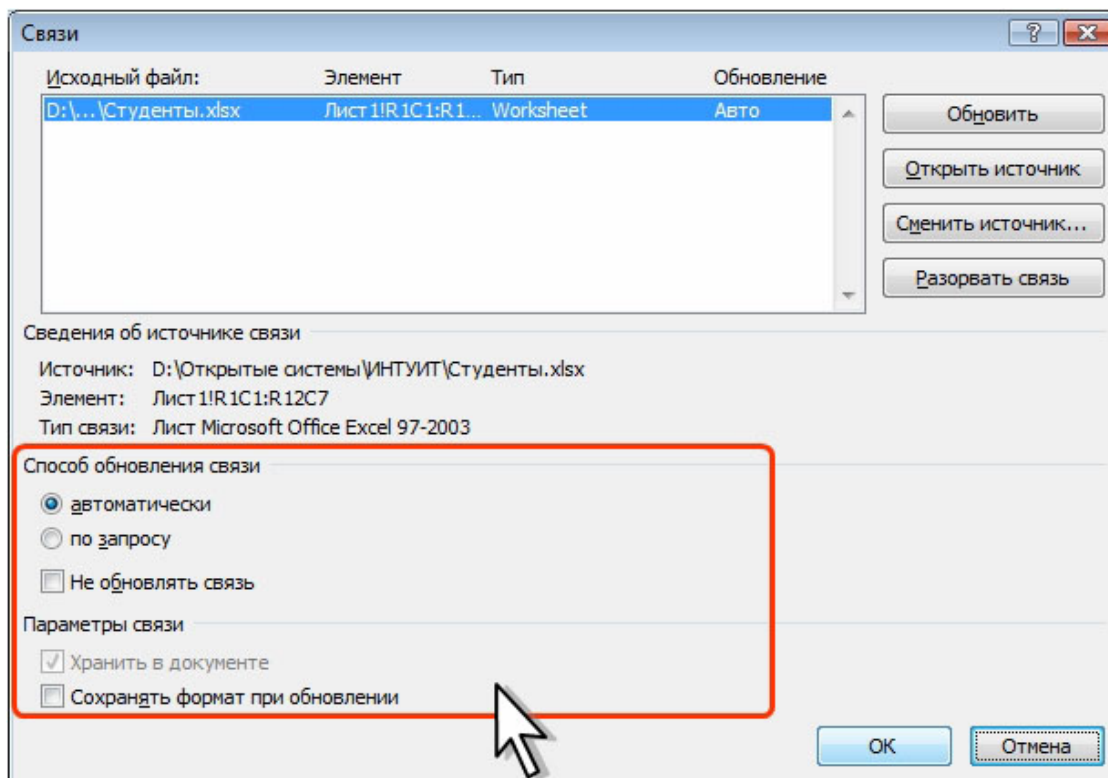 Связи
Исходный файл: Элемент Тип Обновление
D:\...\Студенты.xlsx Лист1!R1C1:R1... Worksheet Авто
Обновить
Открыть источник
Сменить источник...
Разорвать связь
Сведения об источнике связи
Источник: D:\Открытые системы\ИНТУИТ\Студенты.xlsx
Элемент: Лист1!R1C1:R12C7
Тип связи: Лист Microsoft Office Excel 97-2003
Способ обновления связи
автоматически
по запросу
Не обновлять связь
Параметры связи
Хранить в документе
Сохранять формат при обновлении
ОК Отмена